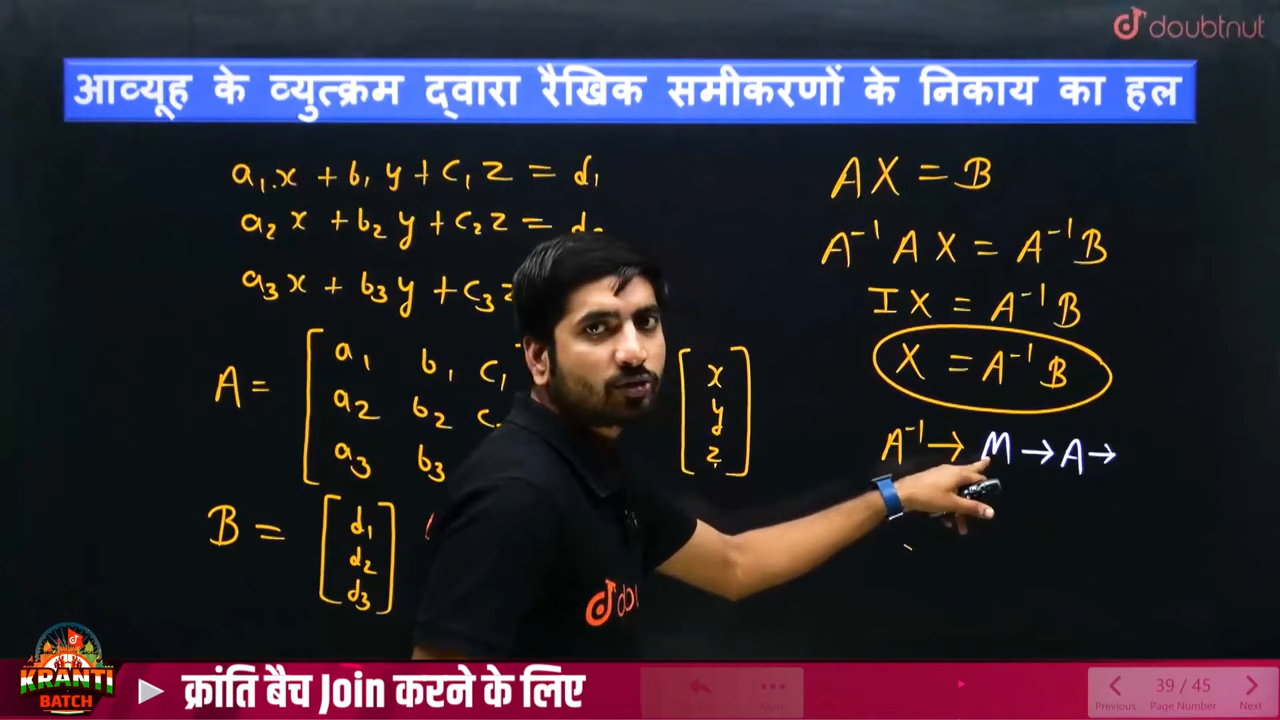 doubtnut
आव्यूह के व्युत्क्रम द्वारा रैखिक समीकरणों के निकाय का हल
a₁x + b₁y + c₁z = d₁
a₂x + b₂y + c₂z =
a₃x + b₃y + c₃
A = [ a₁ b₁ c₁
a₂ b₂
a₃ b₃
[ x
y
z ]
B = [ d₁
d₂
d₃ ]
AX = B
A⁻¹AX = A⁻¹B
IX = A⁻¹B
X = A⁻¹B
A⁻¹ → M → A →
KRANTI
BATCH
क्रांति बैच Join करने के लिए
39 / 45
Previous Page Number Next